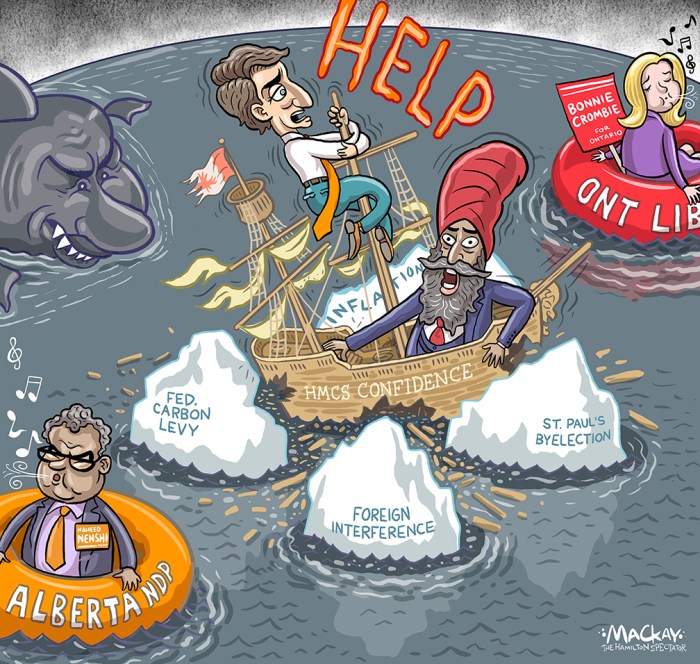 HELP
BONNIE
CROMBIE
FOR
ONTARIO
ONT LIB
INFLATION
HMCS CONFIDENCE
FED.
CARBON
LEVY
ST. PAUL'S
BYELECTION
FOREIGN
INTERFERENCE
NAHEED
NENSHI
ALBERTA NDP
MACKAY
THE HAMILTON SPECTATOR